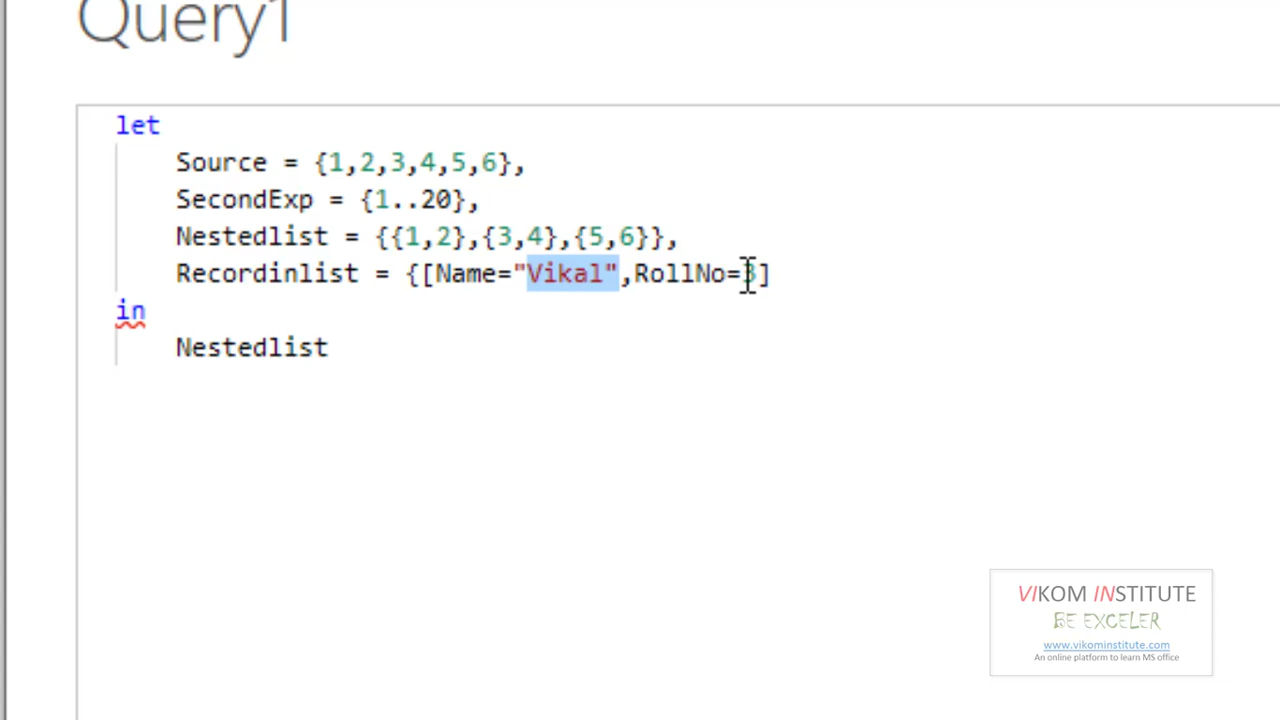 Query1
let
Source = {1,2,3,4,5,6},
SecondExp = {1..20},
Nestedlist = {{1,2},{3,4},{5,6}},
Recordinlist = {[Name="Vikal",RollNo=3]
in
Nestedlist
VIKOM INSTITUTE
BE EXCELER
www.vikominstitute.com
An online platform to learn MS office